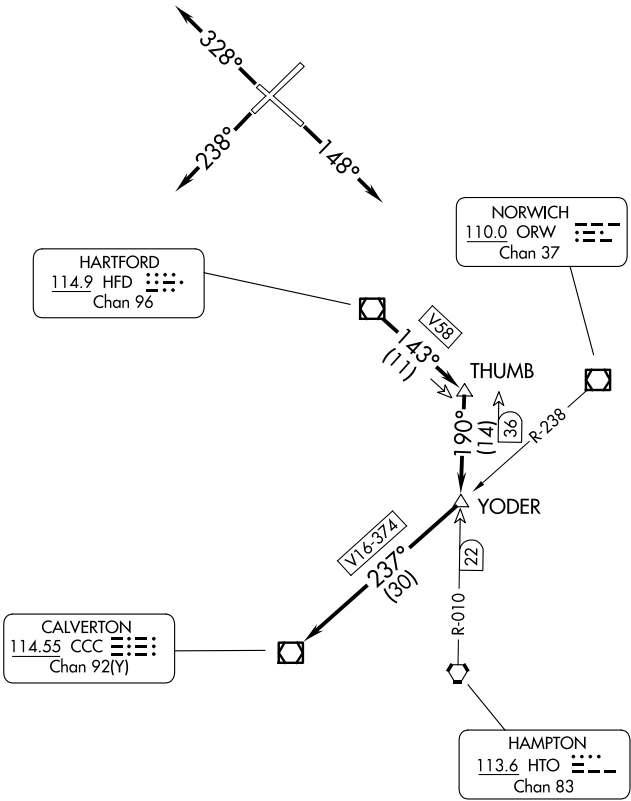 328°
238°
148°
NORWICH
110.0 ORW
Chan 37
HARTFORD
114.9 HFD
Chan 96
V58
143°
(11)
THUMB
190°
(14)
36
R-238
YODER
V16-374
237°
(30)
22
R-010
CALVERTON
114.55 CCC
Chan 92(Y)
HAMPTON
113.6 HTO
Chan 83